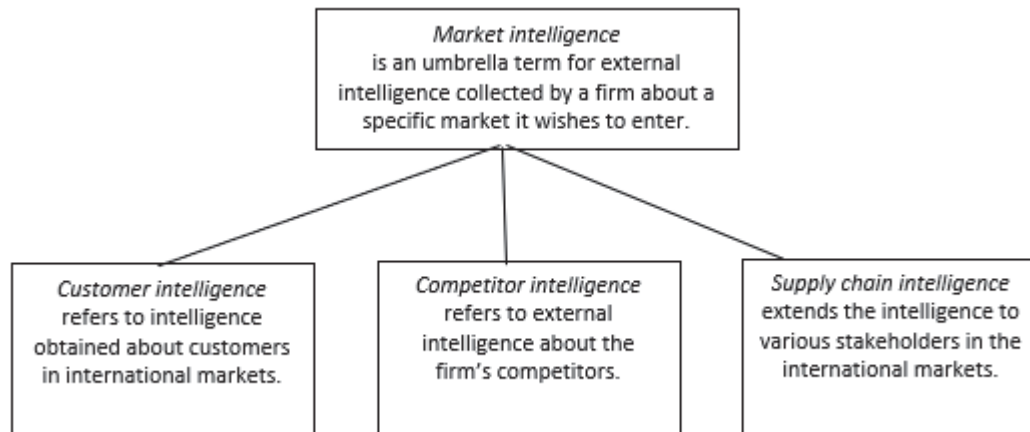 Market intelligence
is an umbrella term for external
intelligence collected by a firm about a
specific market it wishes to enter.
Customer intelligence
refers to intelligence
obtained about customers
in international markets.
Competitor intelligence
refers to external
intelligence about the
firm's competitors.
Supply chain intelligence
extends the intelligence to
various stakeholders in the
international markets.